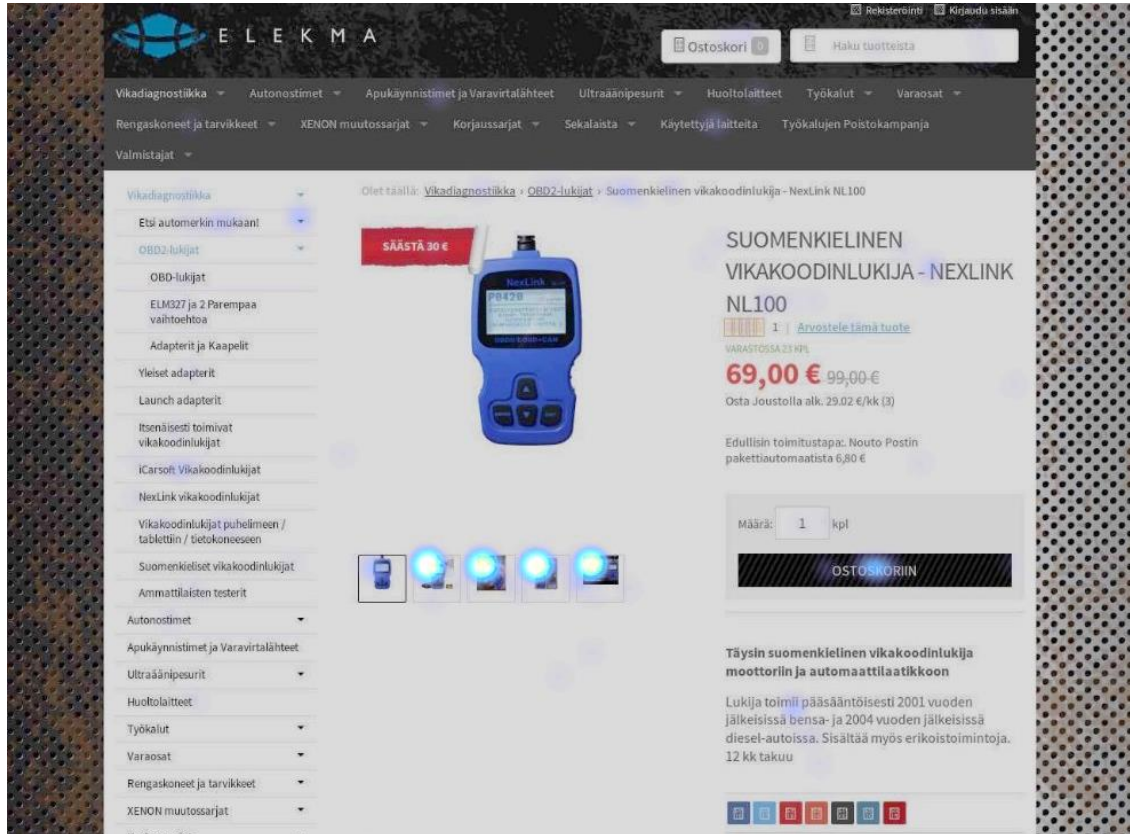 Rekisteröinti Kirjaudu sisään
ELEKMA
Ostoskori 0
Haku tuotteista
Vikadiagnostiikka Autonostimet Apukäynnistimet ja Varavirtalähteet Ultraäänipesurit Huoltolaitteet Työkalut Varaosat
Rengaskoneet ja tarvikkeet XENON muutossarjat Korjaussarjat Sekalaista Käytettyjä laitteita Työkalujen Poistokampanja
Valmistajat
Vikadiagnostiikka
Etsi automerkin mukaan!
OBD2-lukijat
OBD-lukijat
ELM327 ja 2 Parempaa
vaihtoehtoa
Adapterit ja Kaapelit
Yleiset adapterit
Launch adapterit
Itsenäisesti toimivat
vikakoodinlukijat
iCarsoft Vikakoodinlukijat
NexLink vikakoodinlukijat
Vikakoodinlukijat puhelimeen /
tablettiin / tietokoneeseen
Suomenkieliset vikakoodinlukijat
Ammattilaisten testerit
Autonostimet
Apukäynnistimet ja Varavirtalähteet
Ultraäänipesurit
Huoltolaitteet
Työkalut
Varaosat
Rengaskoneet ja tarvikkeet
XENON muutossarjat
Olet täällä: Vikadiagnostiikka › OBD2-lukijat › Suomenkielinen vikakoodinlukija - NexLink NL100
SÄÄSTÄ 30 €
NexLink
P0420
OBDII/EOBD+CAN
SUOMENKIELINEN
VIKAKOODINLUKIJA - NEXLINK
NL100
1 | Arvostele tämä tuote
VARASTOSSA 23 KPL
69,00 € 99,00 €
Osta Joustolla alk. 29.02 €/kk (3)
Edullisin toimitustapa:. Nouto Postin
pakettiautomaatista 6,80 €
Määrä: 1 kpl
OSTOSKORIIN
Täysin suomenkielinen vikakoodinlukija
moottoriin ja automaattilaatikkoon
Lukija toimii pääsääntöisesti 2001 vuoden
jälkeisissä bensa- ja 2004 vuoden jälkeisissä
diesel-autoissa. Sisältää myös erikoistoimintoja.
12 kk takuu